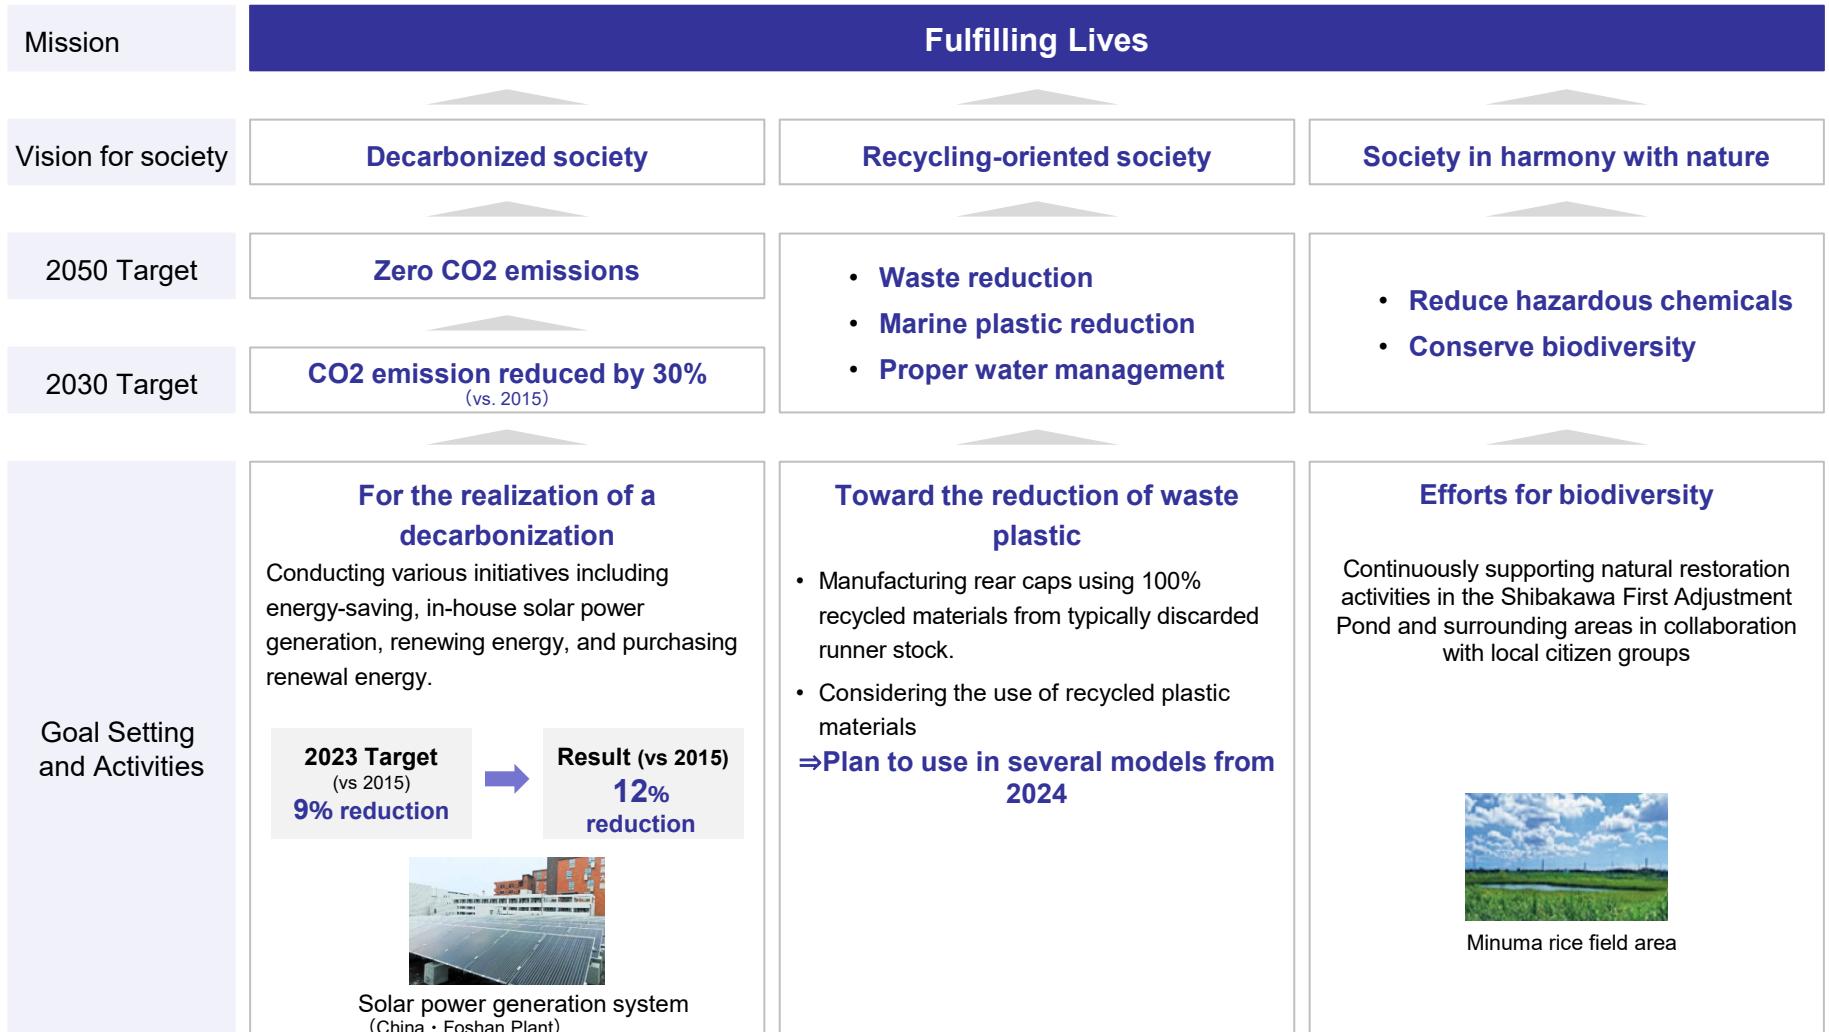 Mission
Fulfilling Lives
Vision for society
Decarbonized society
Recycling-oriented society
Society in harmony with nature
2050 Target
Zero CO2 emissions
2030 Target
CO2 emission reduced by 30%
（vs. 2015）
• Waste reduction
• Marine plastic reduction
• Proper water management
• Reduce hazardous chemicals
• Conserve biodiversity
Goal Setting
and Activities
For the realization of a
decarbonization
Conducting various initiatives including
energy-saving, in-house solar power
generation, renewing energy, and purchasing
renewal energy.
2023 Target
(vs 2015)
9% reduction
Result (vs 2015)
12%
reduction
Solar power generation system
（China・Foshan Plant）
Toward the reduction of waste
plastic
• Manufacturing rear caps using 100%
recycled materials from typically discarded
runner stock.
• Considering the use of recycled plastic
materials
⇒Plan to use in several models from
2024
Efforts for biodiversity
Continuously supporting natural restoration
activities in the Shibakawa First Adjustment
Pond and surrounding areas in collaboration
with local citizen groups
Minuma rice field area